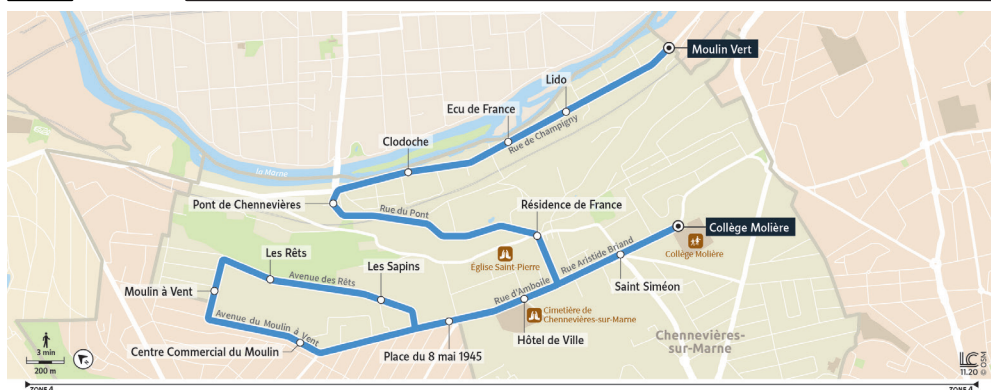 Moulin Vert
Lido
Ecu de France
Rue de Champigny
Clodoche
la Marne
Pont de Chennevières
Rue du Pont
Résidence de France
Collège Molière
Collège Molière
Rue Aristide Briand
Église Saint-Pierre
Les Rêts
Avenue des Rêts
Les Sapins
Saint Siméon
Moulin à Vent
Rue d'Amboile
Cimetière de
Chennevières-sur-Marne
Avenue du Moulin à Vent
Hôtel de Ville
Chennevières-
sur-Marne
Centre Commercial du Moulin
Place du 8 mai 1945
3 min
200 m
LC
11.20
© OSM
ZONE 4
ZONE 4